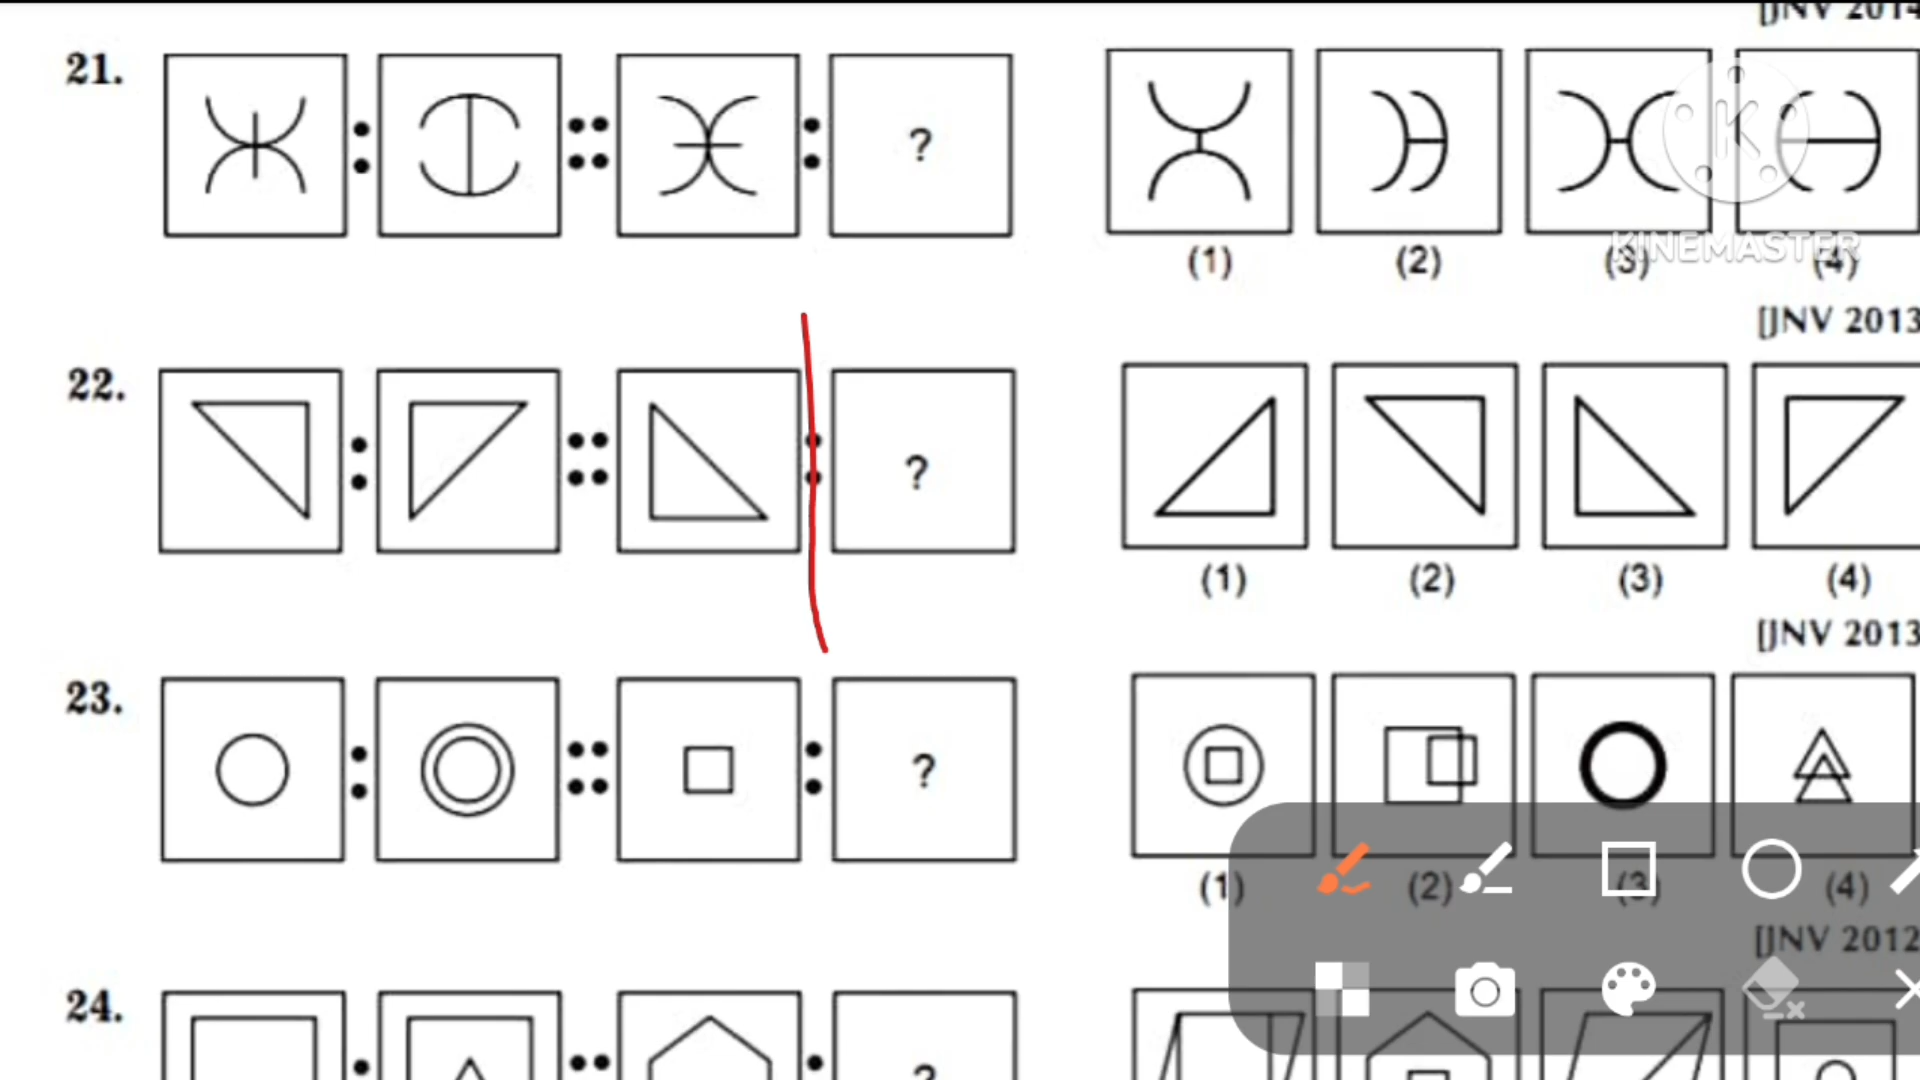 [JNV 2014
21.
?
(1) (2) (3) (4)
KINEMASTER
[JNV 2013
22.
?
(1) (2) (3) (4)
[JNV 2013
23.
?
(1) (2) (3) (4)
[JNV 2012
24.
?